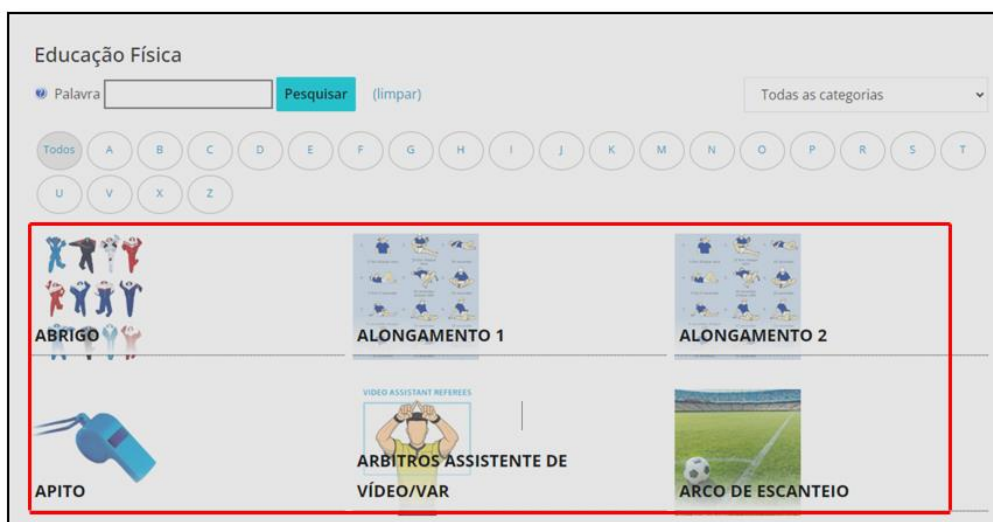 Educação Física
Palavra Pesquisar (limpar) Todas as categorias
Todos A B C D E F G H I J K M N O P R S T
U V X Z
ABRIGO ALONGAMENTO 1 ALONGAMENTO 2
VIDEO ASSISTANT REFEREES
ARBITROS ASSISTENTE DE
APITO VÍDEO/VAR ARCO DE ESCANTEIO